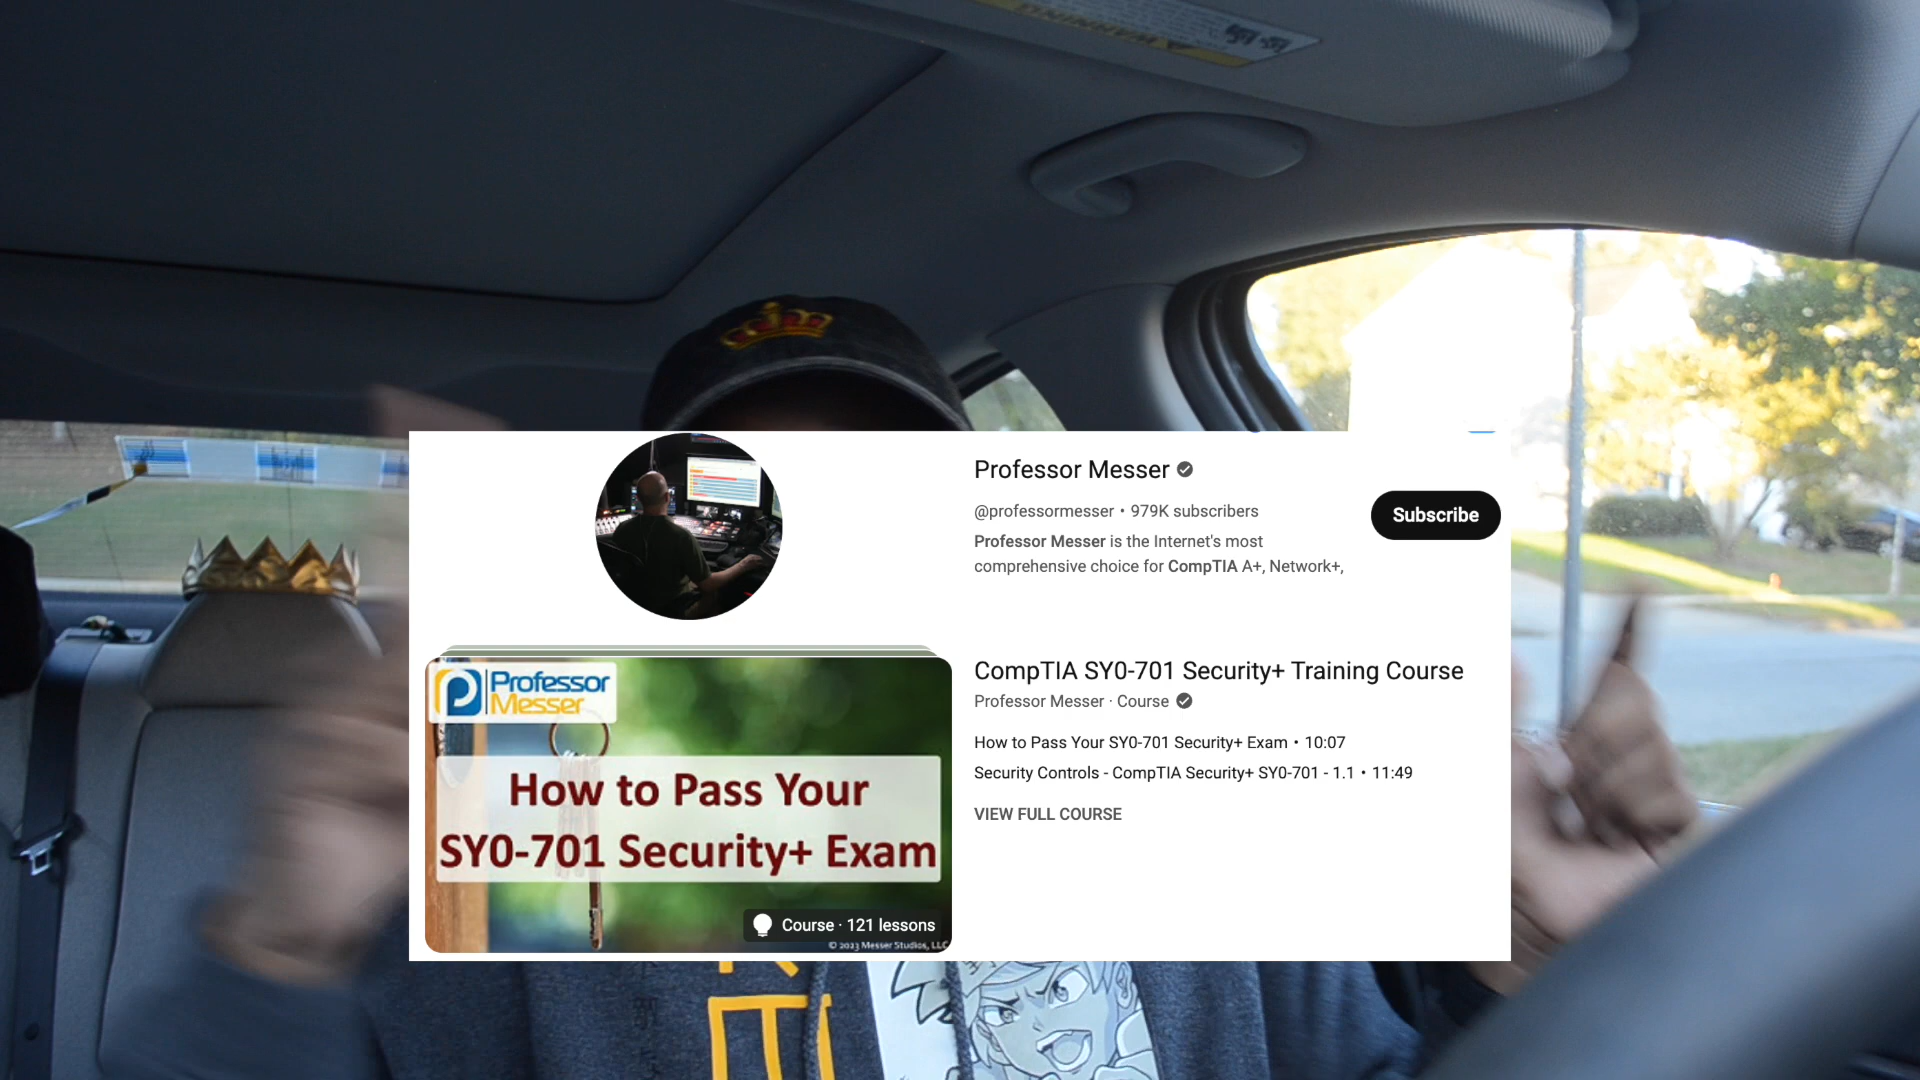 WARNING
Professor Messer
@professormesser • 979K subscribers
Professor Messer is the Internet's most
comprehensive choice for CompTIA A+, Network+,
Subscribe
Professor
Messer
How to Pass Your
SY0-701 Security+ Exam
Course · 121 lessons
© 2023 Messer Studios, LLC
CompTIA SY0-701 Security+ Training Course
Professor Messer · Course
How to Pass Your SY0-701 Security+ Exam • 10:07
Security Controls - CompTIA Security+ SY0-701 - 1.1 • 11:49
VIEW FULL COURSE